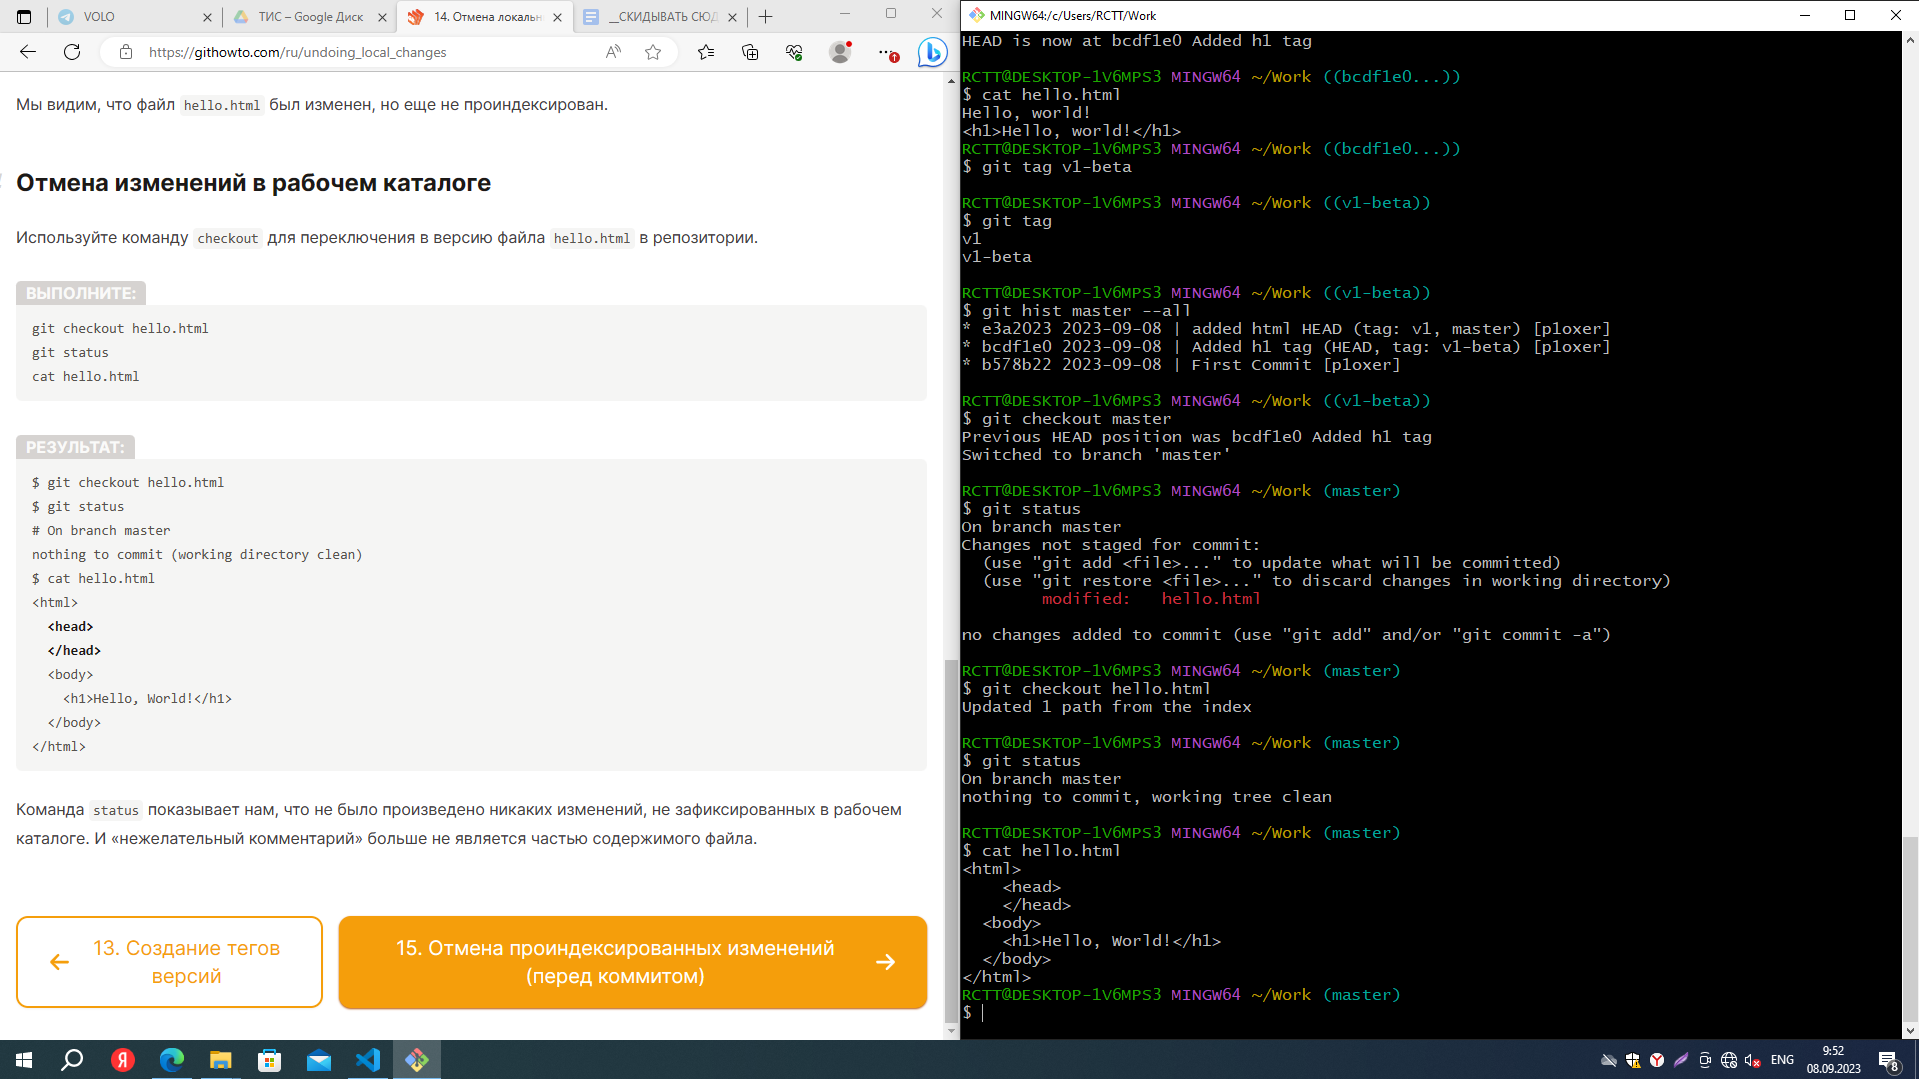 VOLO
ТИС – Google Диск
14. Отмена локальн
__СКИДЫВАТЬ СЮД
https://githowto.com/ru/undoing_local_changes
Мы видим, что файл hello.html был изменен, но еще не проиндексирован.
Отмена изменений в рабочем каталоге
Используйте команду checkout для переключения в версию файла hello.html в репозитории.
ВЫПОЛНИТЕ:
git checkout hello.html
git status
cat hello.html
РЕЗУЛЬТАТ:
$ git checkout hello.html
$ git status
# On branch master
nothing to commit (working directory clean)
$ cat hello.html
<html>
<head>
</head>
<body>
<h1>Hello, World!</h1>
</body>
</html>
Команда status показывает нам, что не было произведено никаких изменений, не зафиксированных в рабочем
каталоге. И «нежелательный комментарий» больше не является частью содержимого файла.
13. Создание тегов
версий
15. Отмена проиндексированных изменений
(перед коммитом)
MINGW64:/c/Users/RCTT/Work
HEAD is now at bcdf1e0 Added h1 tag
RCTT@DESKTOP-1V6MPS3 MINGW64 ~/Work ((bcdf1e0...))
$ cat hello.html
Hello, world!
<h1>Hello, world!</h1>
RCTT@DESKTOP-1V6MPS3 MINGW64 ~/Work ((bcdf1e0...))
$ git tag v1-beta
RCTT@DESKTOP-1V6MPS3 MINGW64 ~/Work ((v1-beta))
$ git tag
v1
v1-beta
RCTT@DESKTOP-1V6MPS3 MINGW64 ~/Work ((v1-beta))
$ git hist master --all
* e3a2023 2023-09-08 | added html HEAD (tag: v1, master) [p1oxer]
* bcdf1e0 2023-09-08 | Added h1 tag (HEAD, tag: v1-beta) [p1oxer]
* b578b22 2023-09-08 | First Commit [p1oxer]
RCTT@DESKTOP-1V6MPS3 MINGW64 ~/Work ((v1-beta))
$ git checkout master
Previous HEAD position was bcdf1e0 Added h1 tag
Switched to branch 'master'
RCTT@DESKTOP-1V6MPS3 MINGW64 ~/Work (master)
$ git status
On branch master
Changes not staged for commit:
(use "git add <file>..." to update what will be committed)
(use "git restore <file>..." to discard changes in working directory)
modified: hello.html
no changes added to commit (use "git add" and/or "git commit -a")
RCTT@DESKTOP-1V6MPS3 MINGW64 ~/Work (master)
$ git checkout hello.html
Updated 1 path from the index
RCTT@DESKTOP-1V6MPS3 MINGW64 ~/Work (master)
$ git status
On branch master
nothing to commit, working tree clean
RCTT@DESKTOP-1V6MPS3 MINGW64 ~/Work (master)
$ cat hello.html
<html>
<head>
</head>
<body>
<h1>Hello, World!</h1>
</body>
</html>
RCTT@DESKTOP-1V6MPS3 MINGW64 ~/Work (master)
$
ENG
9:52
08.09.2023
8